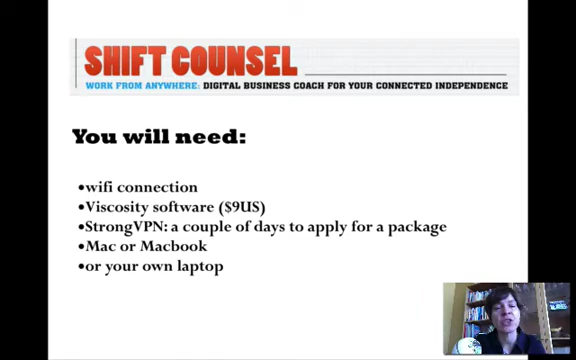 SHIFT COUNSEL
WORK FROM ANYWHERE: DIGITAL BUSINESS COACH FOR YOUR CONNECTED INDEPENDENCE
You will need:
•wifi connection
•Viscosity software ($9US)
•StrongVPN: a couple of days to apply for a package
•Mac or Macbook
•or your own laptop